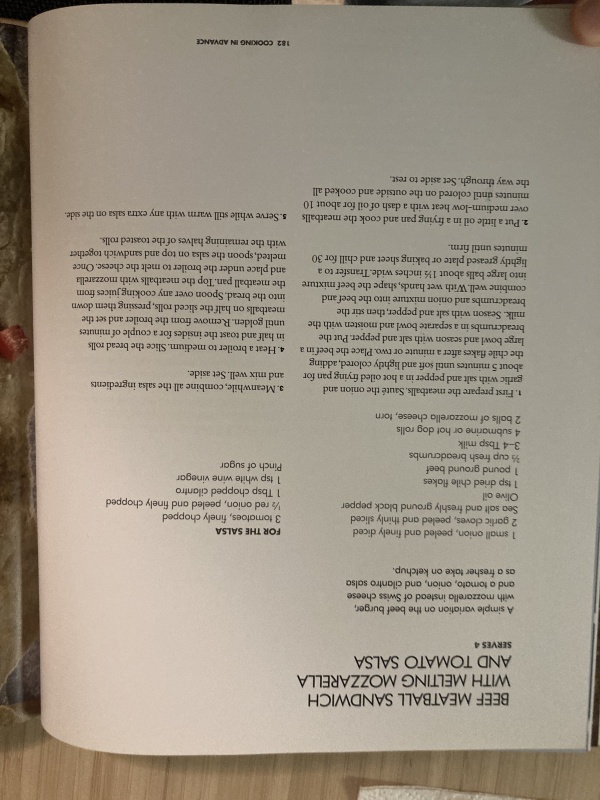 BEEF MEATBALL SANDWICH
WITH MELTING MOZZARELLA
AND TOMATO SALSA
SERVES 4
A simple variation on the beef burger,
with mozzarella instead of Swiss cheese
and a tomato, onion, and cilantro salsa
as a fresher take on ketchup.
1 small onion, peeled and finely diced
2 garlic cloves, peeled and thinly sliced
Sea salt and freshly ground black pepper
Olive oil
1 tsp dried chile flakes
1 pound ground beef
⅔ cup fresh breadcrumbs
3–4 Tbsp milk
4 submarine or hot dog rolls
2 balls of mozzarella cheese, torn
FOR THE SALSA
3 tomatoes, finely chopped
½ red onion, peeled and finely chopped
1 Tbsp chopped cilantro
1 tsp white wine vinegar
Pinch of sugar
1. First prepare the meatballs. Sauté the onion and
garlic with salt and pepper in a hot oiled frying pan for
about 5 minutes until soft and lightly colored, adding
the chile flakes after a minute or two. Place the beef in a
large bowl and season with salt and pepper. Put the
breadcrumbs in a separate bowl and moisten with the
milk. Season with salt and pepper, then stir the
breadcrumbs and onion mixture into the beef and
combine well. With wet hands, shape the beef mixture
into large balls about 1½ inches wide. Transfer to a
lightly greased plate or baking sheet and chill for 30
minutes until firm.
2. Put a little oil in a frying pan and cook the meatballs
over medium-low heat with a dash of oil for about 10
minutes until colored on the outside and cooked all
the way through. Set aside to rest.
3. Meanwhile, combine all the salsa ingredients
and mix well. Set aside.
4. Heat a broiler to medium. Slice the bread rolls
in half and toast the insides for a couple of minutes
until golden. Remove from the broiler and set the
meatballs on half the sliced rolls, pressing them down
into the bread. Spoon over any cooking juices from
the meatball pan. Top the meatballs with mozzarella
and place under the broiler to melt the cheese. Once
melted, spoon the salsa on top and sandwich together
with the remaining halves of the toasted rolls.
5. Serve while still warm with any extra salsa on the side.
182 COOKING IN ADVANCE